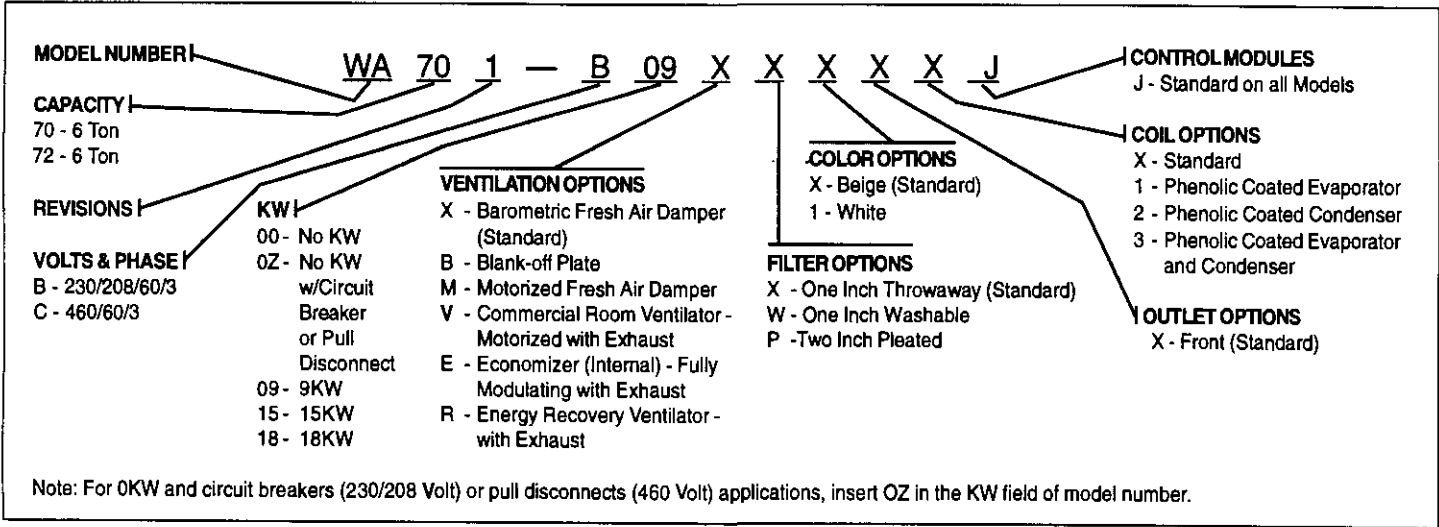 MODEL NUMBER
WA 70 1 — B 09 X X X X X J
CONTROL MODULES
J - Standard on all Models
CAPACITY
70 - 6 Ton
72 - 6 Ton
REVISIONS
VOLTS & PHASE
B - 230/208/60/3
C - 460/60/3
KW
00 - No KW
0Z - No KW
w/Circuit
Breaker
or Pull
Disconnect
09 - 9KW
15 - 15KW
18 - 18KW
VENTILATION OPTIONS
X - Barometric Fresh Air Damper
(Standard)
B - Blank-off Plate
M - Motorized Fresh Air Damper
V - Commercial Room Ventilator -
Motorized with Exhaust
E - Economizer (Internal) - Fully
Modulating with Exhaust
R - Energy Recovery Ventilator -
with Exhaust
COLOR OPTIONS
X - Beige (Standard)
1 - White
FILTER OPTIONS
X - One Inch Throwaway (Standard)
W - One Inch Washable
P -Two Inch Pleated
COIL OPTIONS
X - Standard
1 - Phenolic Coated Evaporator
2 - Phenolic Coated Condenser
3 - Phenolic Coated Evaporator
and Condenser
OUTLET OPTIONS
X - Front (Standard)
Note: For 0KW and circuit breakers (230/208 Volt) or pull disconnects (460 Volt) applications, insert OZ in the KW field of model number.